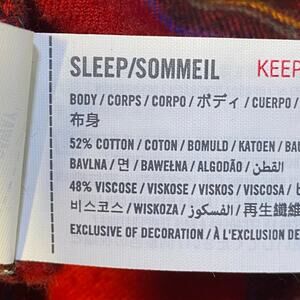 SLEEP/SOMMEIL KEEP
BODY / CORPS / CORPO / ボディ / CUERPO /
布身
52% COTTON / COTON / BOMULD / KATOEN / BAU
BAVLNA / 면 / BAWEŁNA / ALGODÃO / القطن /
48% VISCOSE / VISKOSE / VISKOS / VISCOSA /
비스코스 / WISKOZA / الفسكوز / 再生纖維
EXCLUSIVE OF DECORATION / À L'EXCLUSION DE